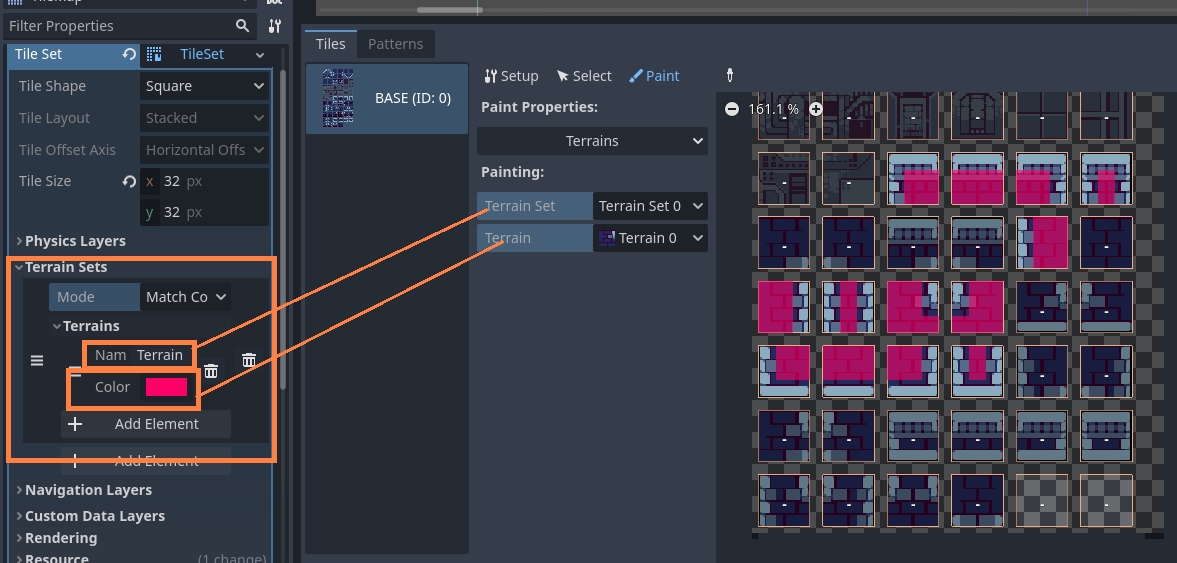 TileMap
Doc
Filter Properties
Tile Set
TileSet
Tile Shape
Square
Tile Layout
Stacked
Tile Offset Axis
Horizontal Offs
Tile Size
x 32 px
y 32 px
Physics Layers
Terrain Sets
Mode
Match Co
Terrains
Nam Terrain
Color
+ Add Element
+ Add Element
Navigation Layers
Custom Data Layers
Rendering
Resource (1 change)
Tiles
Patterns
BASE (ID: 0)
Setup
Select
Paint
Paint Properties:
Terrains
Painting:
Terrain Set
Terrain Set 0
Terrain
Terrain 0
161.1 %